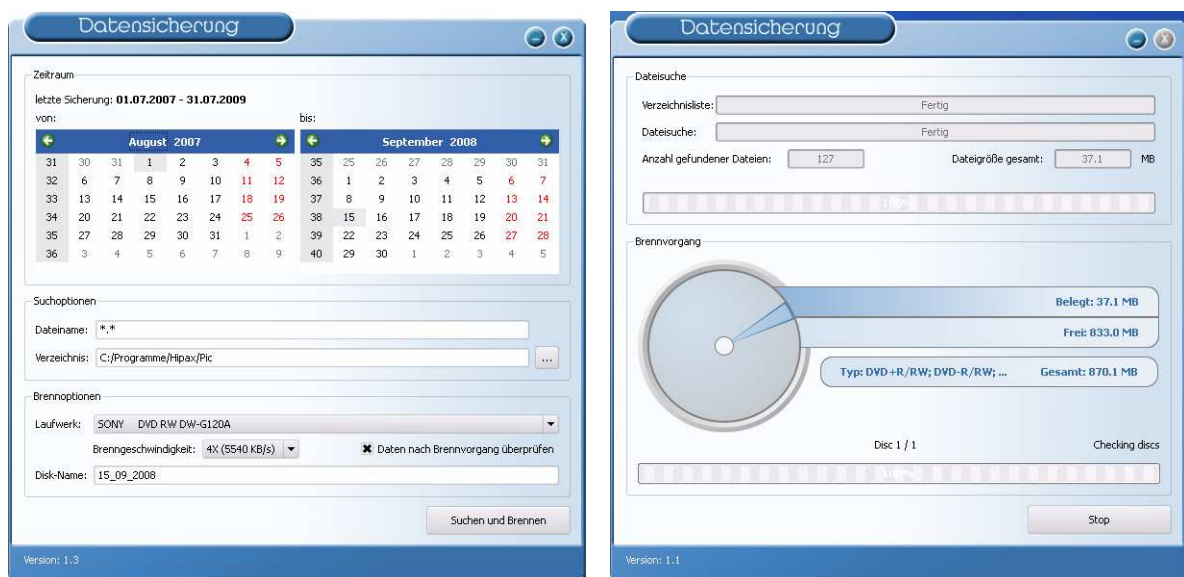 Datensicherung
Zeitraum
letzte Sicherung: 01.07.2007 - 31.07.2009
von:
bis:
August 2007
31 30 31 1 2 3 4 5
32 6 7 8 9 10 11 12
33 13 14 15 16 17 18 19
34 20 21 22 23 24 25 26
35 27 28 29 30 31 1 2
36 3 4 5 6 7 8 9
September 2008
35 25 26 27 28 29 30 31
36 1 2 3 4 5 6 7
37 8 9 10 11 12 13 14
38 15 16 17 18 19 20 21
39 22 23 24 25 26 27 28
40 29 30 1 2 3 4 5
Suchoptionen
Dateiname: *.*
Verzeichnis: C:/Programme/Hipax/Pic
...
Brennoptionen
Laufwerk: SONY DVD RW DW-G120A
Brenngeschwindigkeit: 4X (5540 KB/s)
Daten nach Brennvorgang überprüfen
Disk-Name: 15_09_2008
Suchen und Brennen
Version: 1.3
Datensicherung
Dateisuche
Verzeichnisliste: Fertig
Dateisuche: Fertig
Anzahl gefundener Dateien: 127 Dateigröße gesamt: 37.1 MB
100%
Brennvorgang
Belegt: 37.1 MB
Frei: 833.0 MB
Typ: DVD+R/RW; DVD-R/RW; ... Gesamt: 870.1 MB
Disc 1 / 1 Checking discs
100%
Stop
Version: 1.1